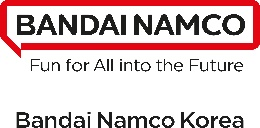 BANDAI NAMCO
Fun for All into the Future
Bandai Namco Korea